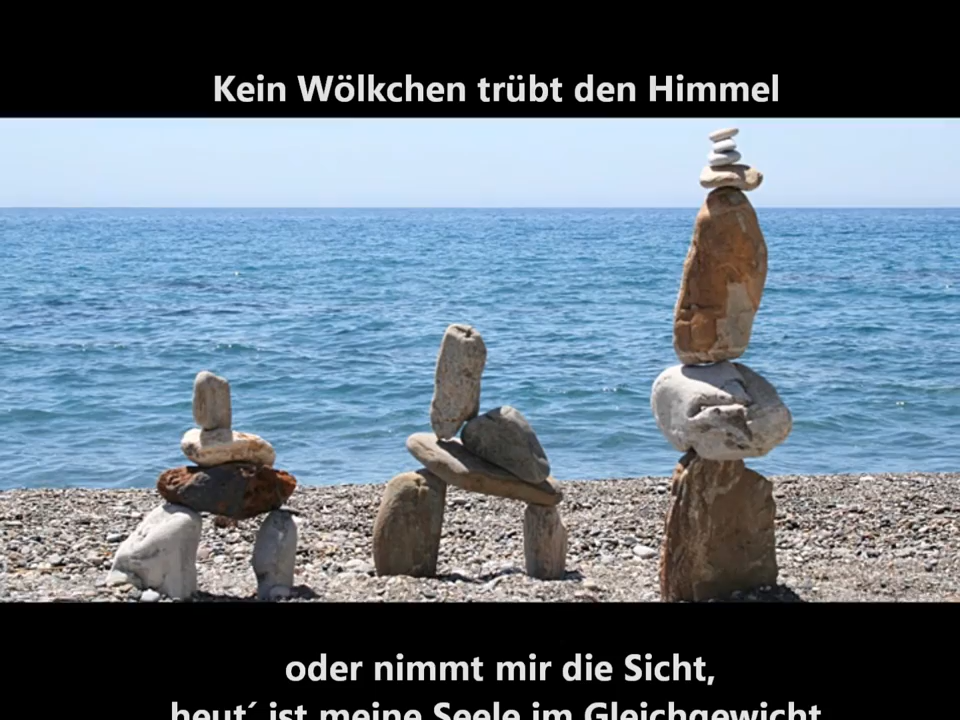 Kein Wölkchen trübt den Himmel
oder nimmt mir die Sicht,
heut´ ist meine Seele im Gleichgewicht